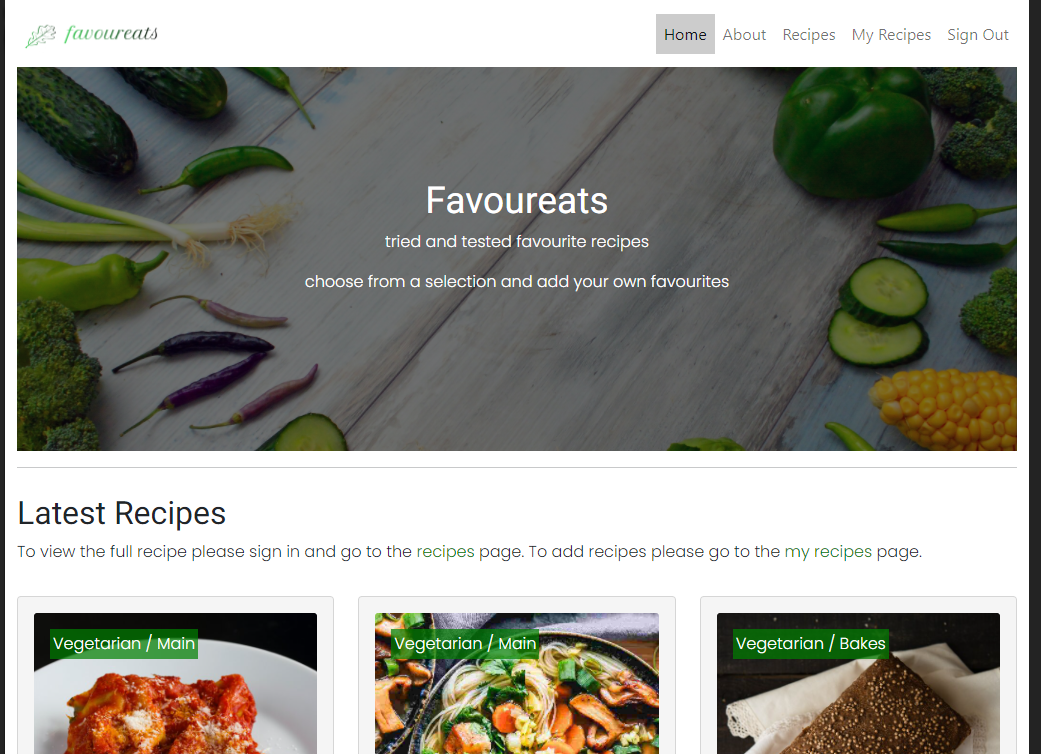 favoureats
Home About Recipes My Recipes Sign Out
Favoureats
tried and tested favourite recipes
choose from a selection and add your own favourites
Latest Recipes
To view the full recipe please sign in and go to the recipes page. To add recipes please go to the my recipes page.
Vegetarian / Main
Vegetarian / Main
Vegetarian / Bakes